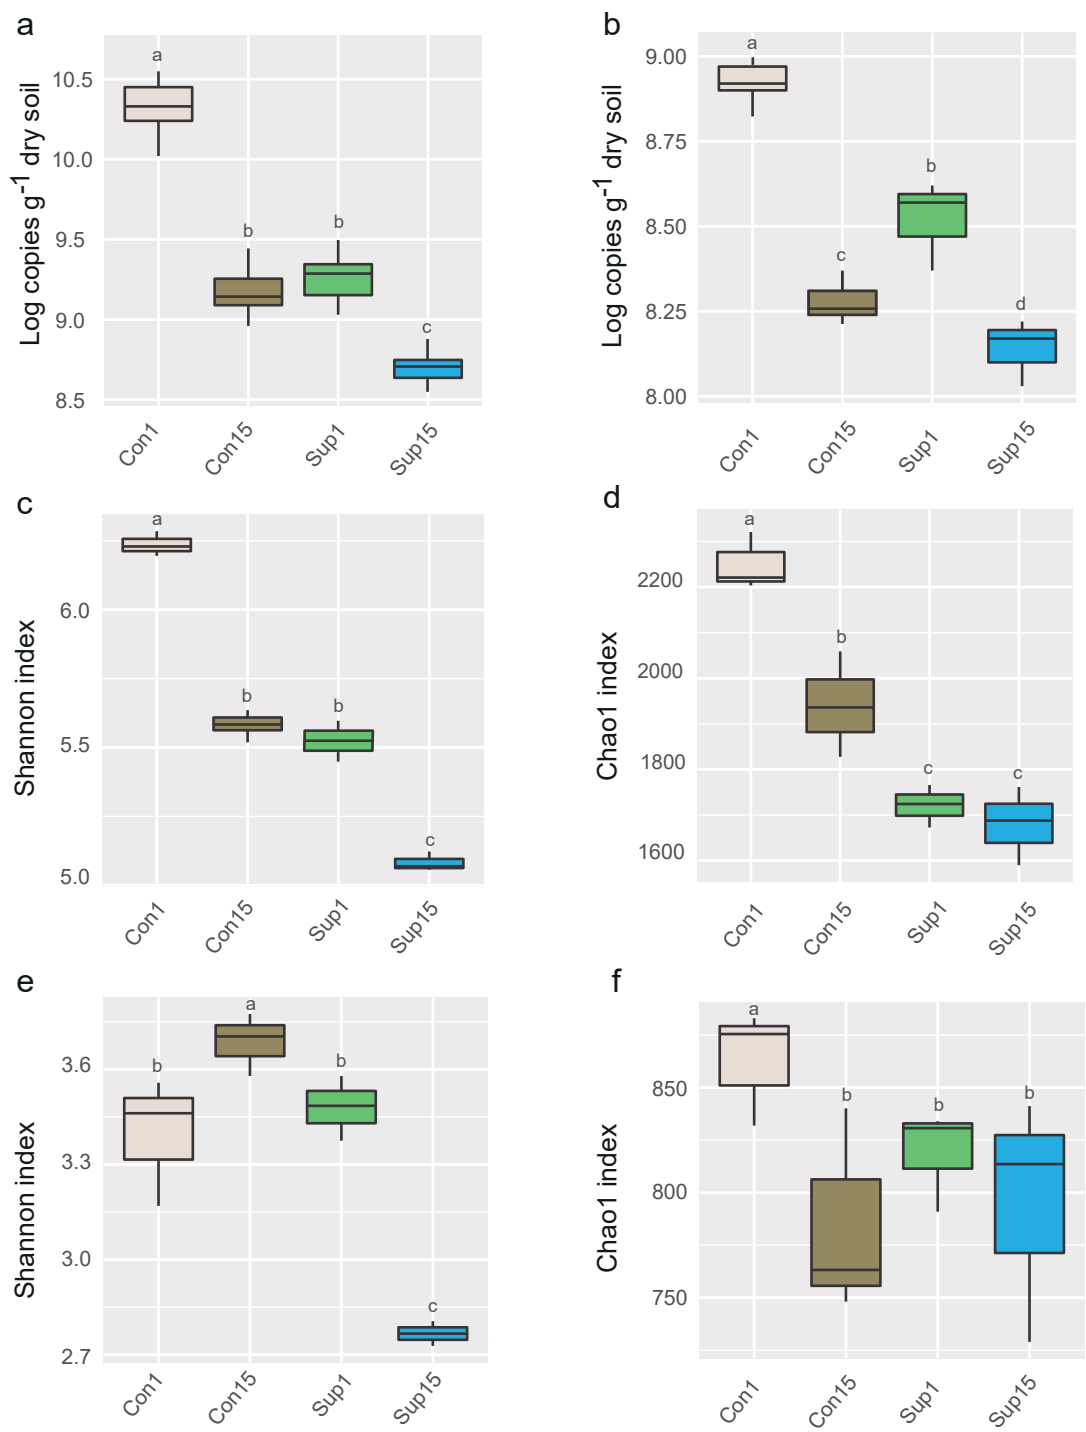 a
Log copies g-1 dry soil
10.5
10.0
9.5
9.0
8.5
a
b
b
c
Con1
Con15
Sup1
Sup15
b
Log copies g-1 dry soil
9.00
8.75
8.50
8.25
8.00
a
c
b
d
Con1
Con15
Sup1
Sup15
c
Shannon index
6.0
5.5
5.0
a
b
b
c
Con1
Con15
Sup1
Sup15
d
Chao1 index
2200
2000
1800
1600
a
b
c
c
Con1
Con15
Sup1
Sup15
e
Shannon index
3.6
3.3
3.0
2.7
b
a
b
c
Con1
Con15
Sup1
Sup15
f
Chao1 index
850
800
750
a
b
b
b
Con1
Con15
Sup1
Sup15